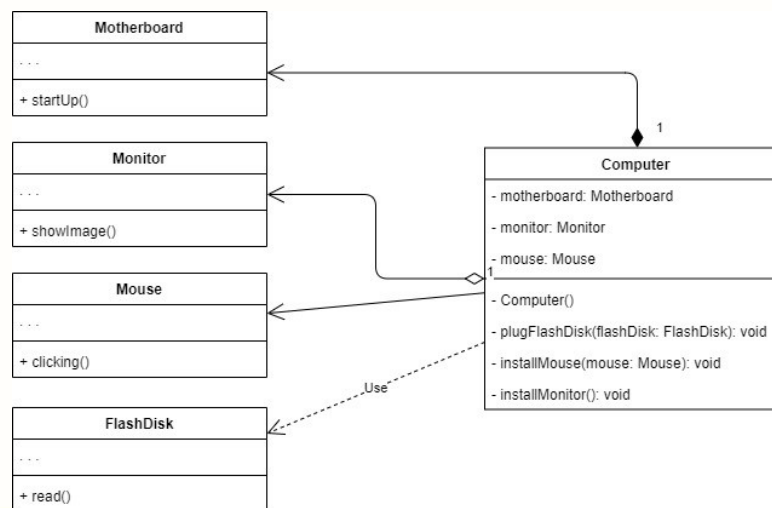 Motherboard
. . .
+ startUp()
Monitor
. . .
+ showImage()
Mouse
. . .
+ clicking()
FlashDisk
. . .
+ read()
1
Computer
- motherboard: Motherboard
- monitor: Monitor
- mouse: Mouse
1
- Computer()
- plugFlashDisk(flashDisk: FlashDisk): void
- installMouse(mouse: Mouse): void
- installMonitor(): void
Use